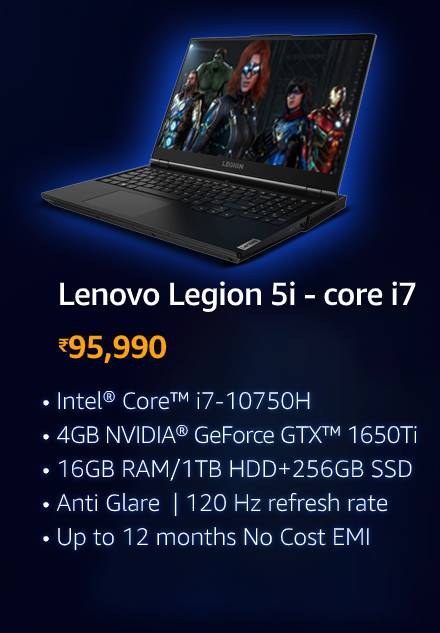 LEGION
Lenovo
Lenovo Legion 5i - core i7
₹95,990
• Intel® Core™ i7-10750H
• 4GB NVIDIA® GeForce GTX™ 1650Ti
• 16GB RAM/1TB HDD+256GB SSD
• Anti Glare | 120 Hz refresh rate
• Up to 12 months No Cost EMI